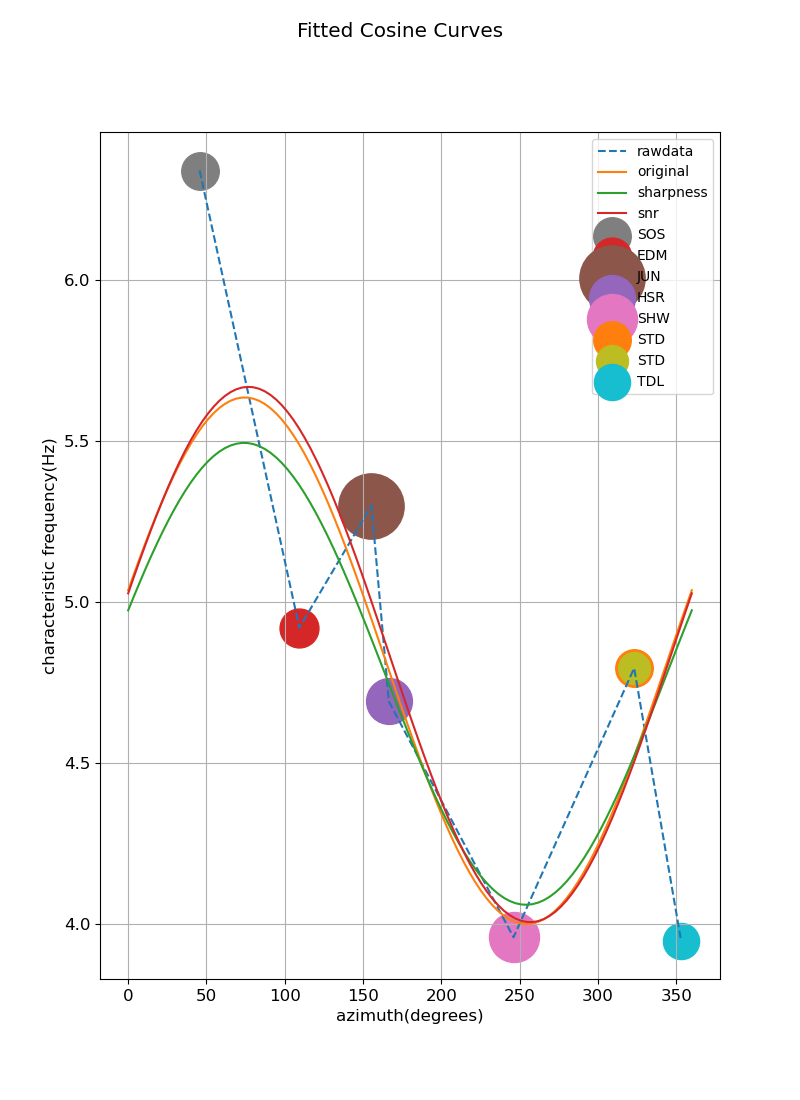 Fitted Cosine Curves
rawdata
original
sharpness
snr
SOS
EDM
JUN
HSR
SHW
STD
STD
TDL
characteristic frequency(Hz)
6.0
5.5
5.0
4.5
4.0
0 50 100 150 200 250 300 350
azimuth(degrees)